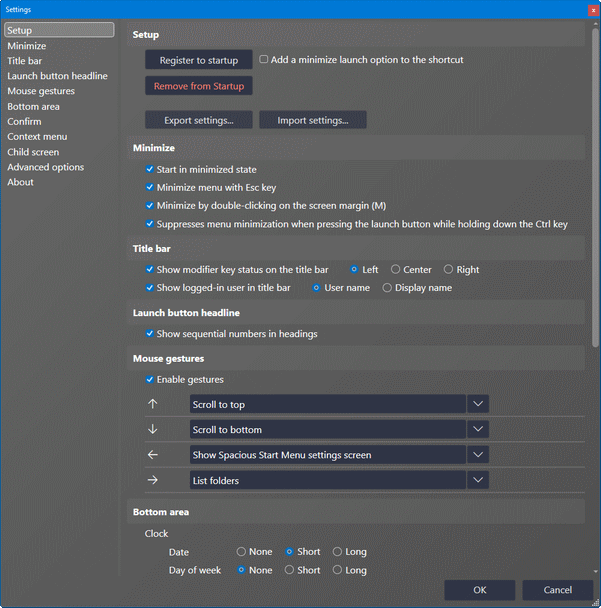 Settings
Setup
Minimize
Title bar
Launch button headline
Mouse gestures
Bottom area
Confirm
Context menu
Child screen
Advanced options
About
Setup
Register to startup
Add a minimize launch option to the shortcut
Remove from Startup
Export settings... Import settings...
Minimize
Start in minimized state
Minimize menu with Esc key
Minimize by double-clicking on the screen margin (M)
Suppresses menu minimization when pressing the launch button while holding down the Ctrl key
Title bar
Show modifier key status on the title bar Left Center Right
Show logged-in user in title bar User name Display name
Launch button headline
Show sequential numbers in headings
Mouse gestures
Enable gestures
↑ Scroll to top
↓ Scroll to bottom
← Show Spacious Start Menu settings screen
→ List folders
Bottom area
Clock
Date None Short Long
Day of week None Short Long
OK Cancel